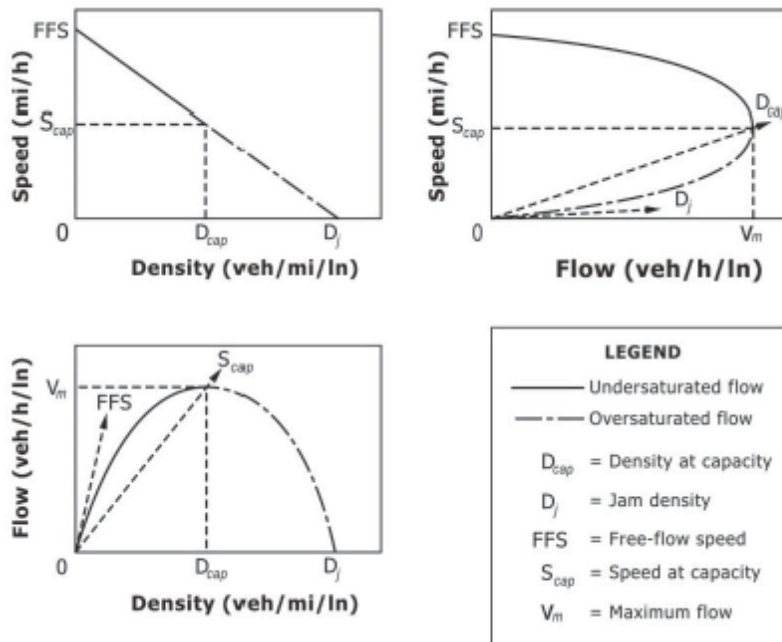 FFS
Speed (mi/h)
S_cap
0
D_cap
D_j
Density (veh/mi/ln)
FFS
Speed (mi/h)
S_cap
D_cap
D_j
0
V_m
Flow (veh/h/ln)
V_m
FFS
S_cap
Flow (veh/h/ln)
0
D_cap
D_j
Density (veh/mi/ln)
LEGEND
Undersaturated flow
Oversaturated flow
D_cap = Density at capacity
D_j = Jam density
FFS = Free-flow speed
S_cap = Speed at capacity
V_m = Maximum flow